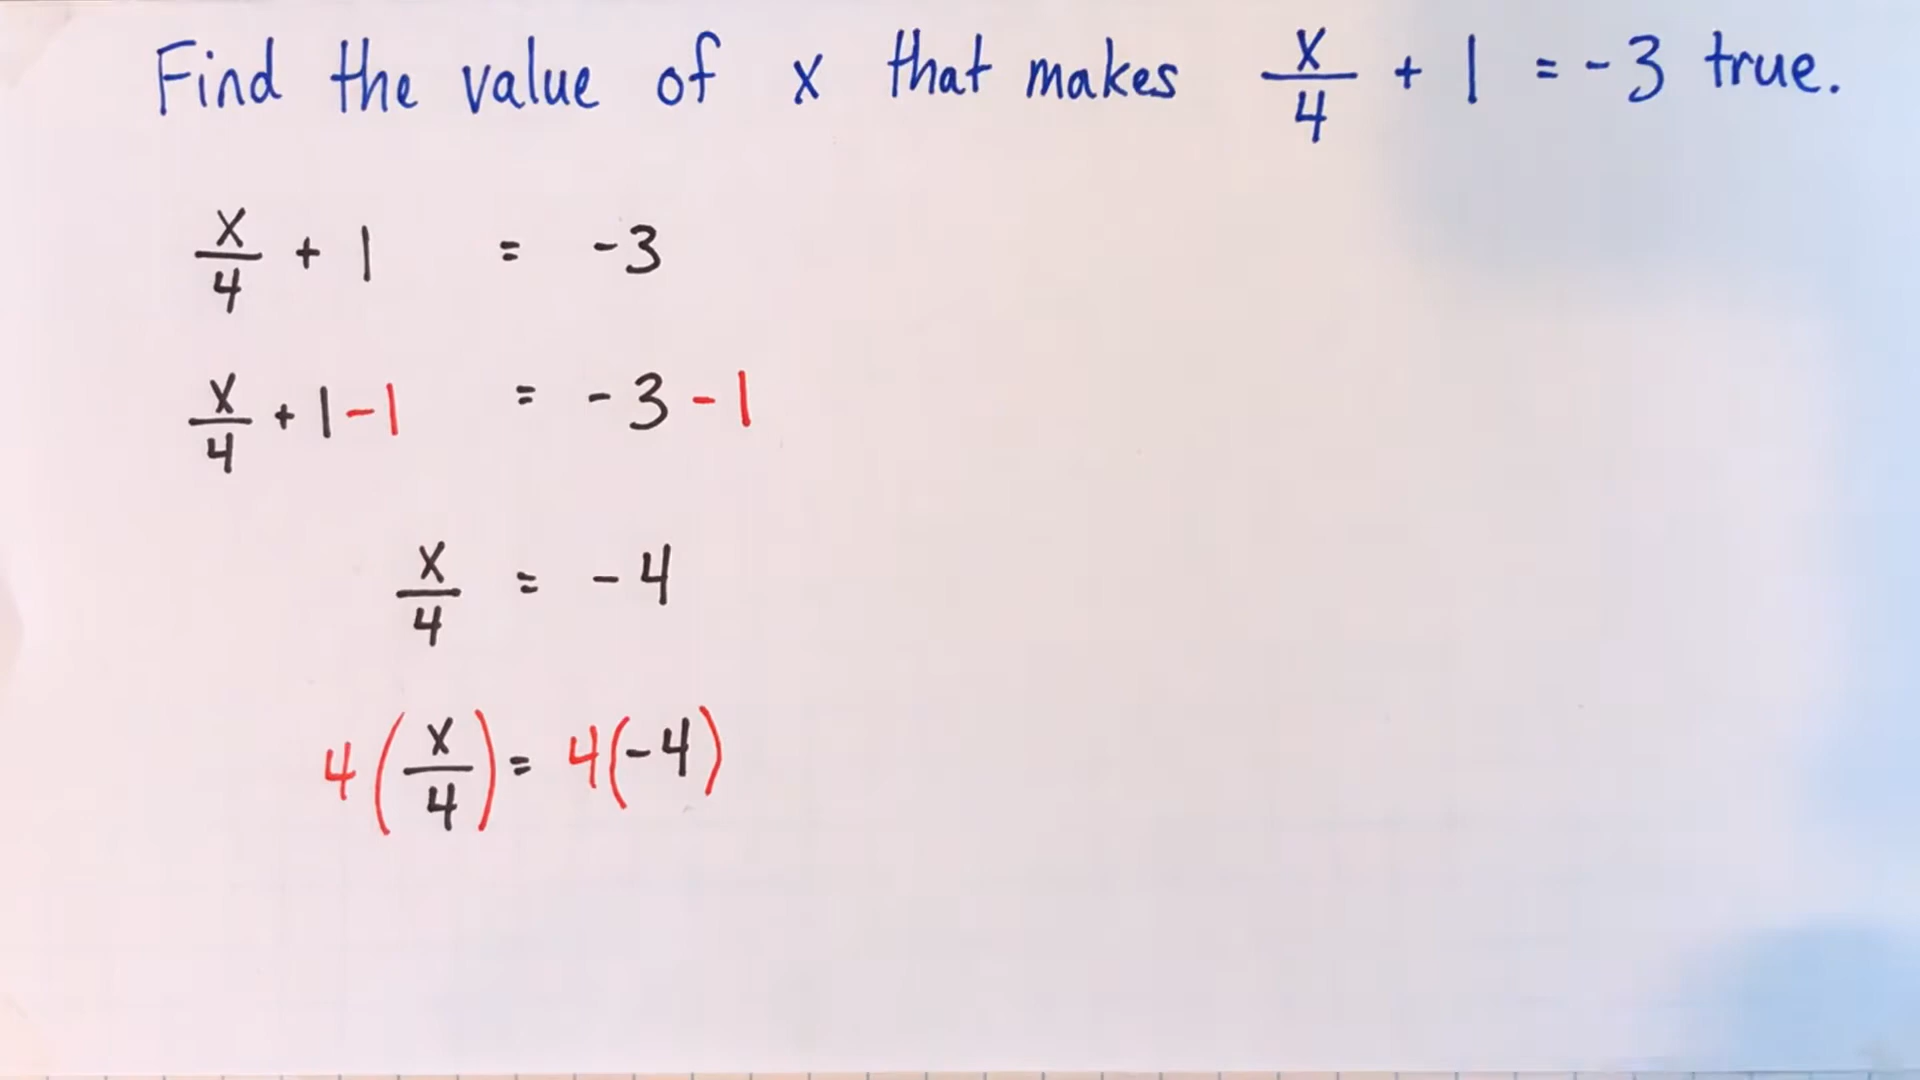 Find the value of x that makes x/4 + 1 = -3 true.
x/4 + 1 = -3
x/4 + 1 - 1 = -3 - 1
x/4 = -4
4(x/4) = 4(-4)